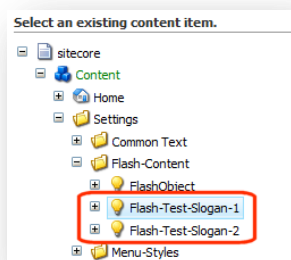 Select an existing content item.
sitecore
Content
Home
Settings
Common Text
Flash-Content
FlashObject
Flash-Test-Slogan-1
Flash-Test-Slogan-2
Menu-Styles